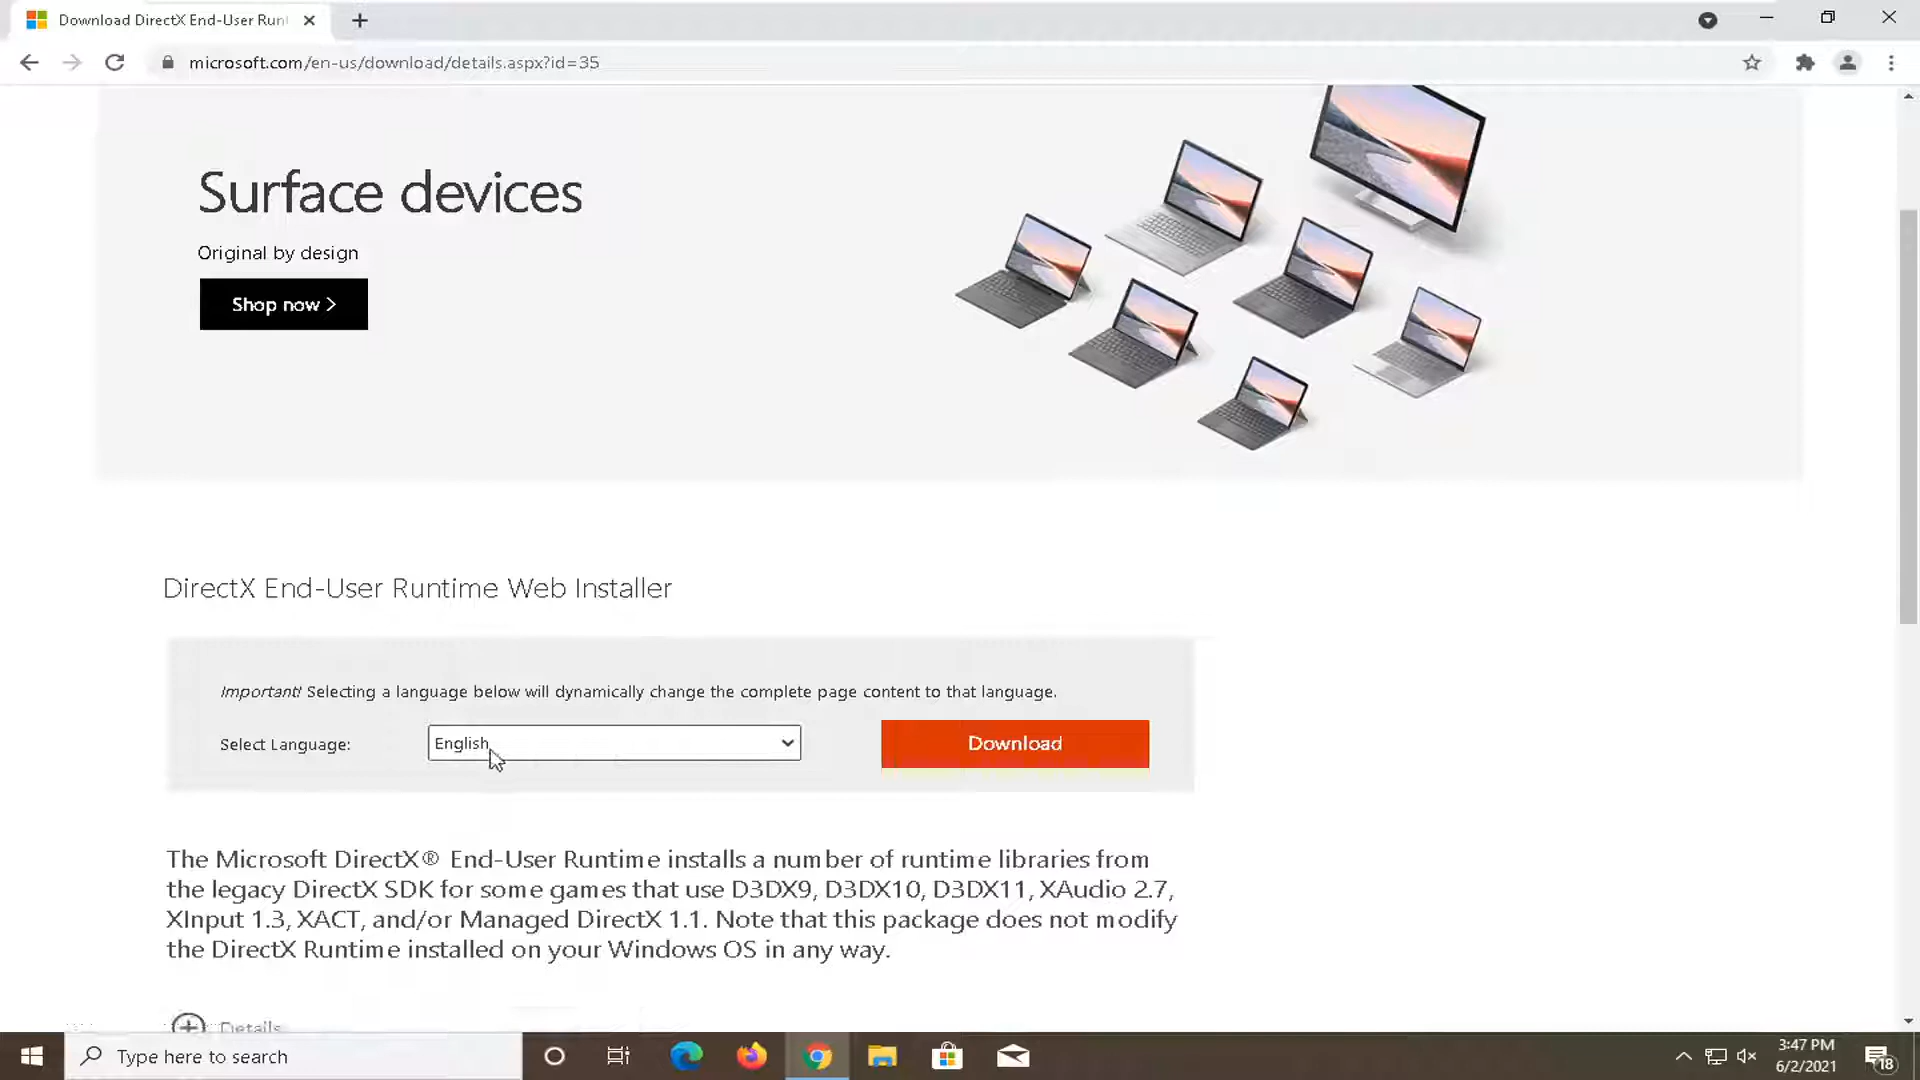 Download DirectX End-User Runt
microsoft.com/en-us/download/details.aspx?id=35
Surface devices
Original by design
Shop now >
DirectX End-User Runtime Web Installer
Important! Selecting a language below will dynamically change the complete page content to that language.
Select Language:
English
Download
The Microsoft DirectX® End-User Runtime installs a number of runtime libraries from
the legacy DirectX SDK for some games that use D3DX9, D3DX10, D3DX11, XAudio 2.7,
XInput 1.3, XACT, and/or Managed DirectX 1.1. Note that this package does not modify
the DirectX Runtime installed on your Windows OS in any way.
Details
Type here to search
3:47 PM
6/2/2021
18